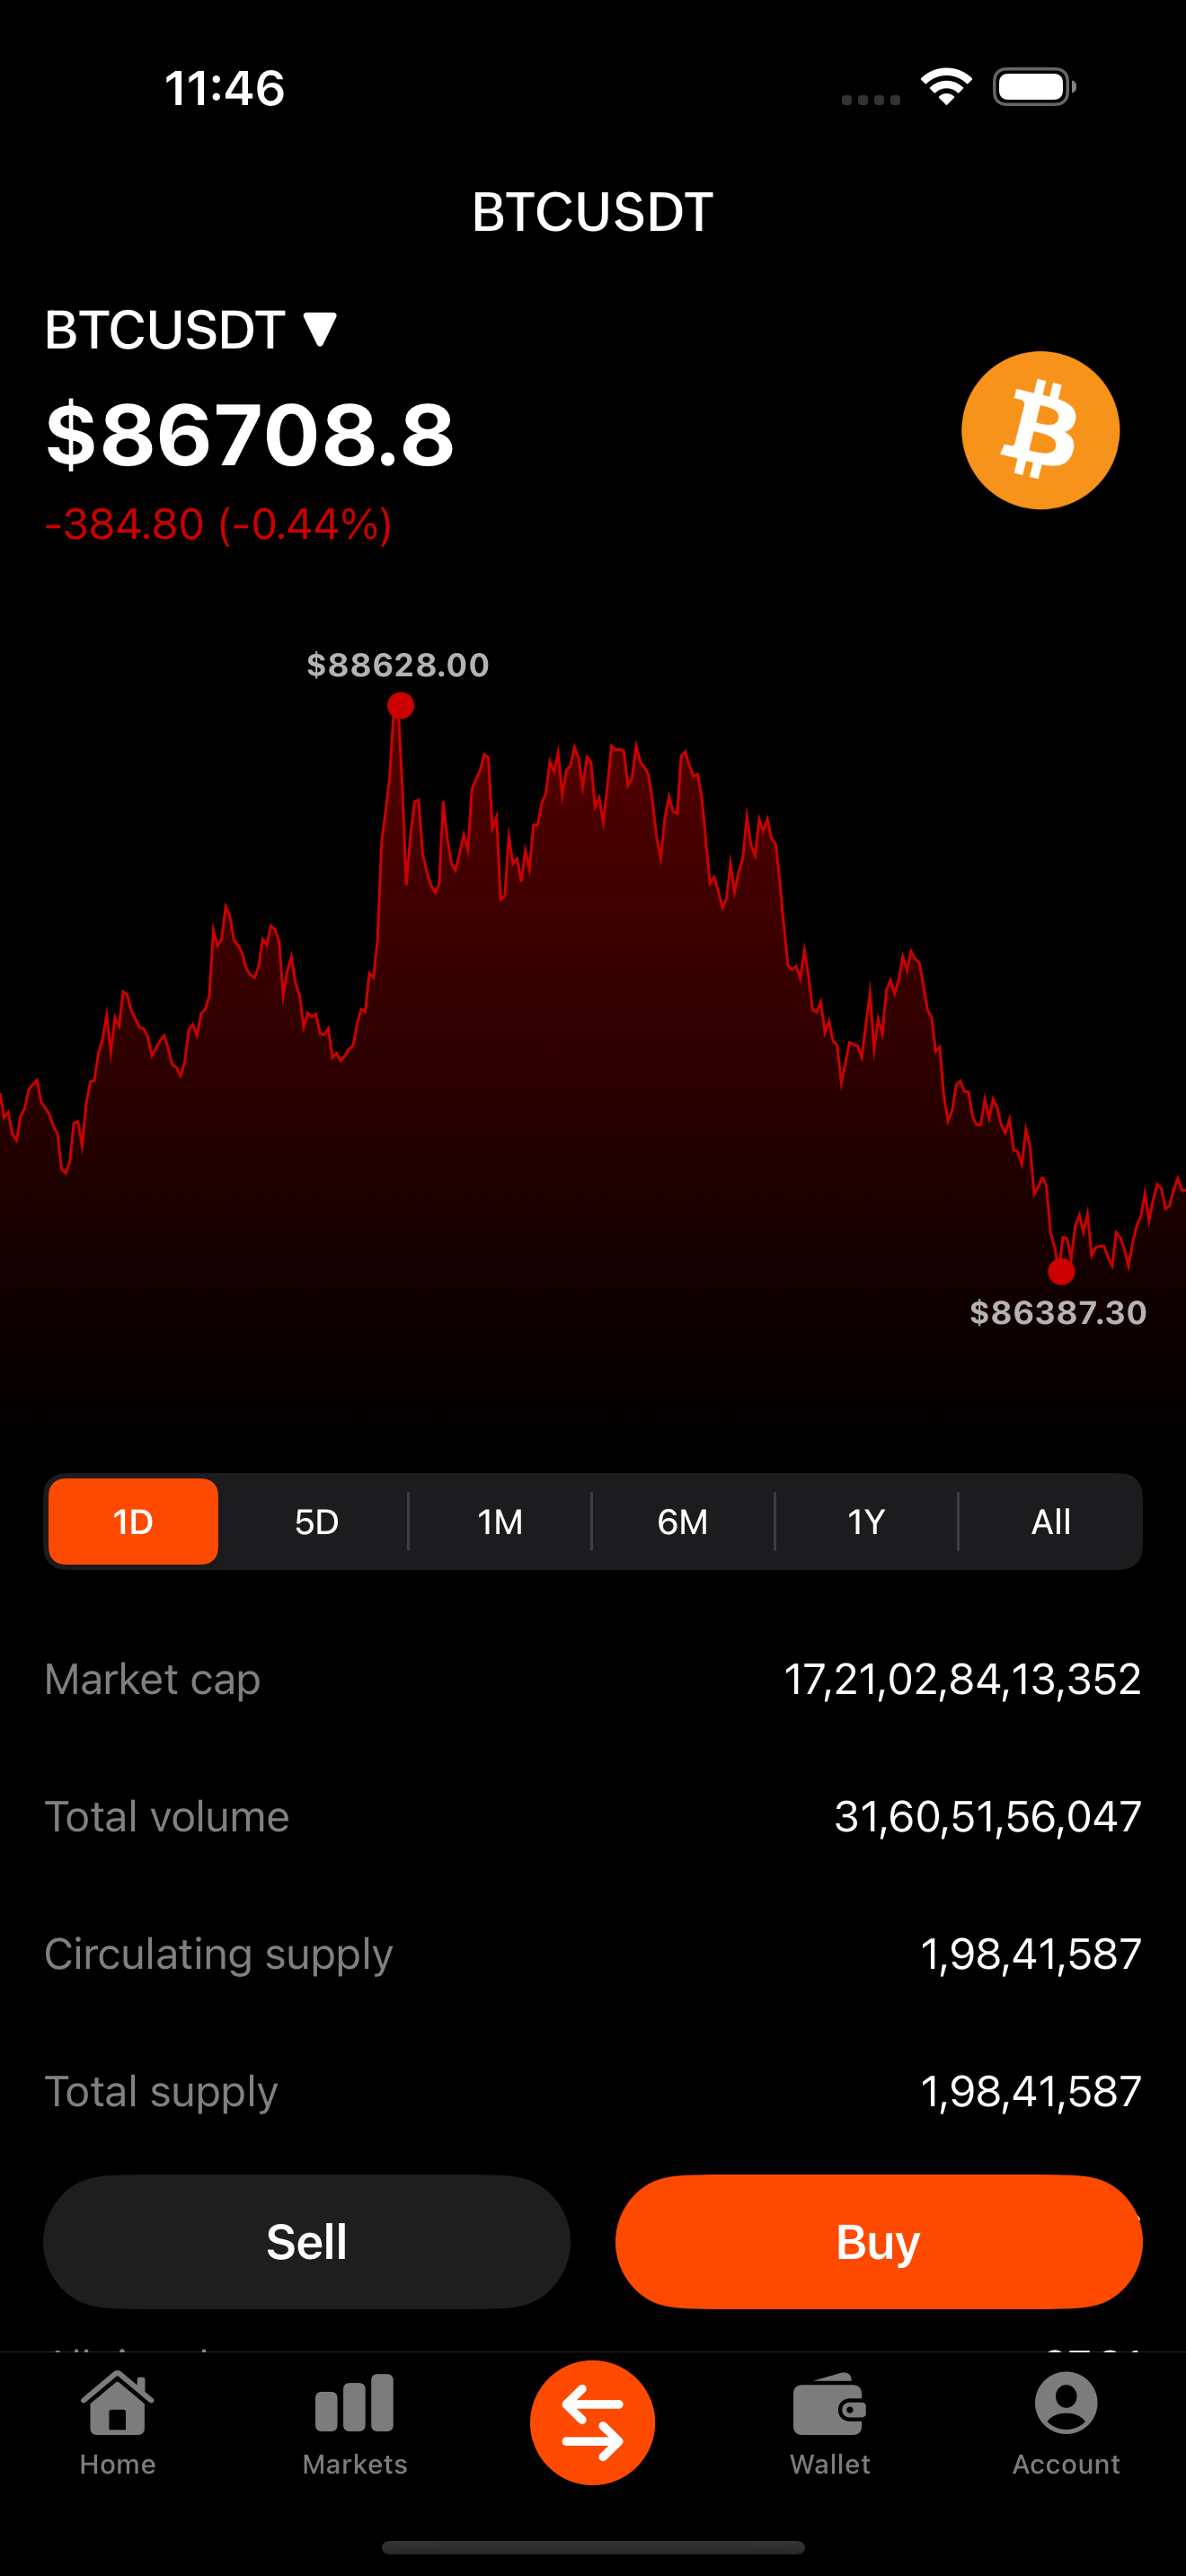 11:46
BTCUSDT
BTCUSDT ▼
$86708.8
-384.80 (-0.44%)
$88628.00
$86387.30
1D 5D 1M 6M 1Y All
Market cap 17,21,02,84,13,352
Total volume 31,60,51,56,047
Circulating supply 1,98,41,587
Total supply 1,98,41,587
Sell Buy
Home Markets Wallet Account